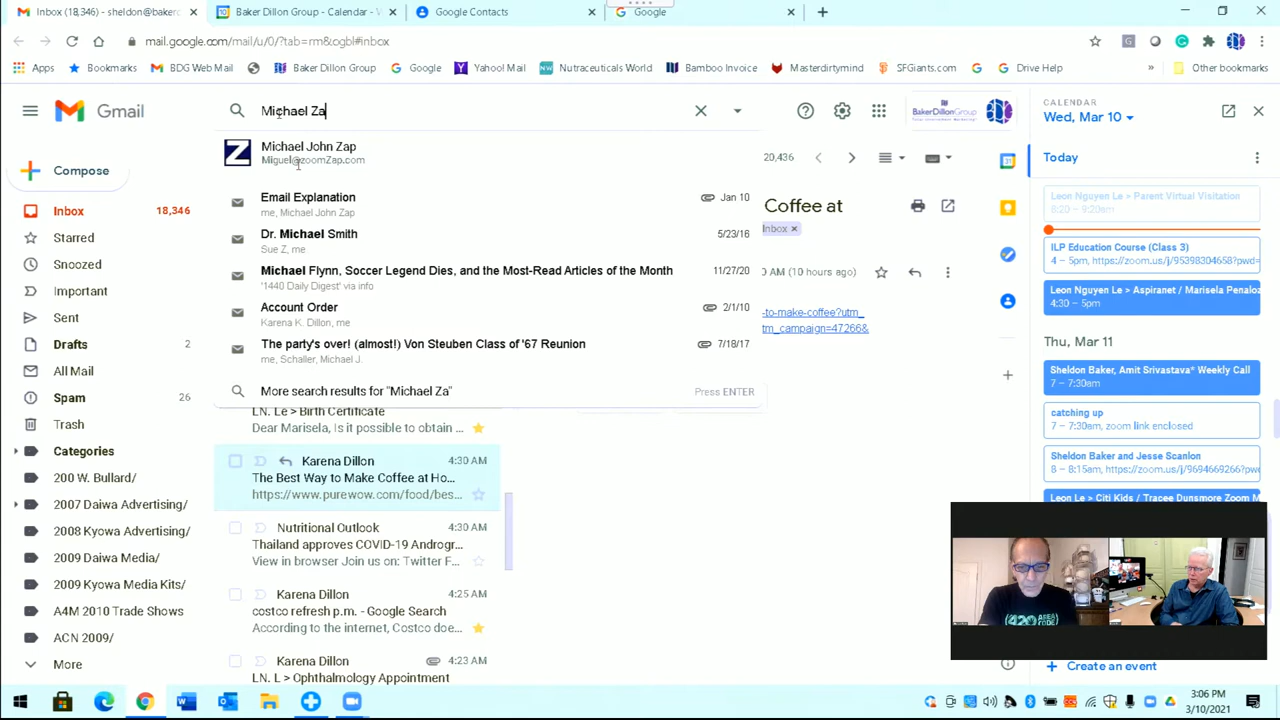 Inbox (18,346) - sheldon@bakerc
Baker Dillon Group - Calendar - V
Google Contacts
Google
mail.google.com/mail/u/0/?tab=rm&ogbl#inbox
Apps
Bookmarks
BDG Web Mail
Baker Dillon Group
Google
Yahoo! Mail
Nutraceuticals World
Bamboo Invoice
Masterdirtymind
SFGiants.com
Drive Help
»
Other bookmarks
Gmail
Michael Za
BakerDillonGroup
CALENDAR
Wed, Mar 10
Michael John Zap
Miguel@zoomZap.com
20,436
Today
Compose
Email Explanation
Jan 10
me, Michael John Zap
Coffee at
Leon Nguyen Le > Parent Virtual Visitation
8:20 – 9:20am
Inbox
18,346
Dr. Michael Smith
5/23/18
Sue Z, me
nbox ×
Starred
ILP Education Course (Class 3)
4 – 5pm, https://zoom.us/j/95398304658?pwd=
Snoozed
Michael Flynn, Soccer Legend Dies, and the Most-Read Articles of the Month
11/27/20
'1440 Daily Digest' via info
0 AM (10 hours ago)
Important
Leon Nguyen Le > Aspiranet / Marisela Penaloz
4:30 – 5pm
Sent
Account Order
2/1/10
Karena K. Dillon, me
-to-make-coffee?utm_
tm_campaign=47266&
Drafts
2
The party's over! (almost!) Von Steuben Class of '67 Reunion
7/18/17
me, Schaller, Michael J.
Thu, Mar 11
All Mail
Sheldon Baker, Amit Srivastava* Weekly Call
7 – 7:30am
Spam
26
More search results for "Michael Za"
Press ENTER
LN. Le > Birth Certificate
Dear Marisela, Is it possible to obtain ...
catching up
7 – 7:30am, zoom link enclosed
Trash
Categories
Karena Dillon
4:30 AM
The Best Way to Make Coffee at Ho...
https://www.purewow.com/food/bes...
Sheldon Baker and Jesse Scanlon
8 – 8:15am, https://zoom.us/j/9694669266?pwc
200 W. Bullard/
2007 Daiwa Advertising/
Leon Le > Citi Kids / Tracee Dunsmore Zoom M
2008 Kyowa Advertising/
Nutritional Outlook
4:30 AM
Thailand approves COVID-19 Androgr...
View in browser Join us on: Twitter F...
2009 Daiwa Media/
2009 Kyowa Media Kits/
Karena Dillon
4:25 AM
costco refresh p.m. - Google Search
According to the internet, Costco doe...
A4M 2010 Trade Shows
ACN 2009/
Karena Dillon
4:23 AM
LN. L > Ophthalmology Appointment
More
(420
AREA
CODE
Create an event
3:06 PM
3/10/2021